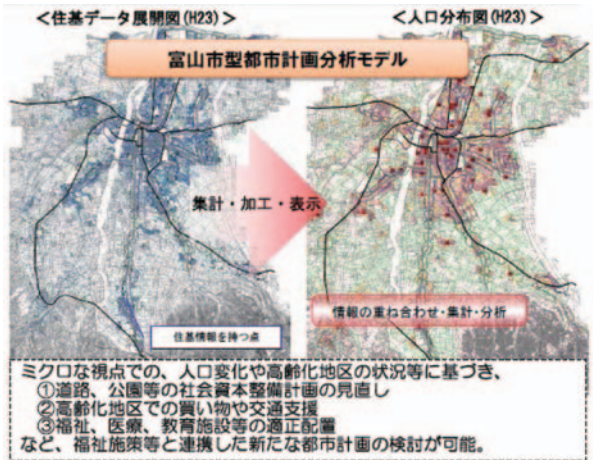 ＜住基データ展開図(H23)＞
＜人口分布図(H23)＞
富山市型都市計画分析モデル
集計・加工・表示
情報の重ね合わせ・集計・分析
住基情報を持つ点
ミクロな視点での、人口変化や高齢化地区の状況等に基づき、
①道路、公園等の社会資本整備計画の見直し
②高齢化地区での買い物や交通支援
③福祉、医療、教育施設等の適正配置
など、福祉施策等と連携した新たな都市計画の検討が可能。